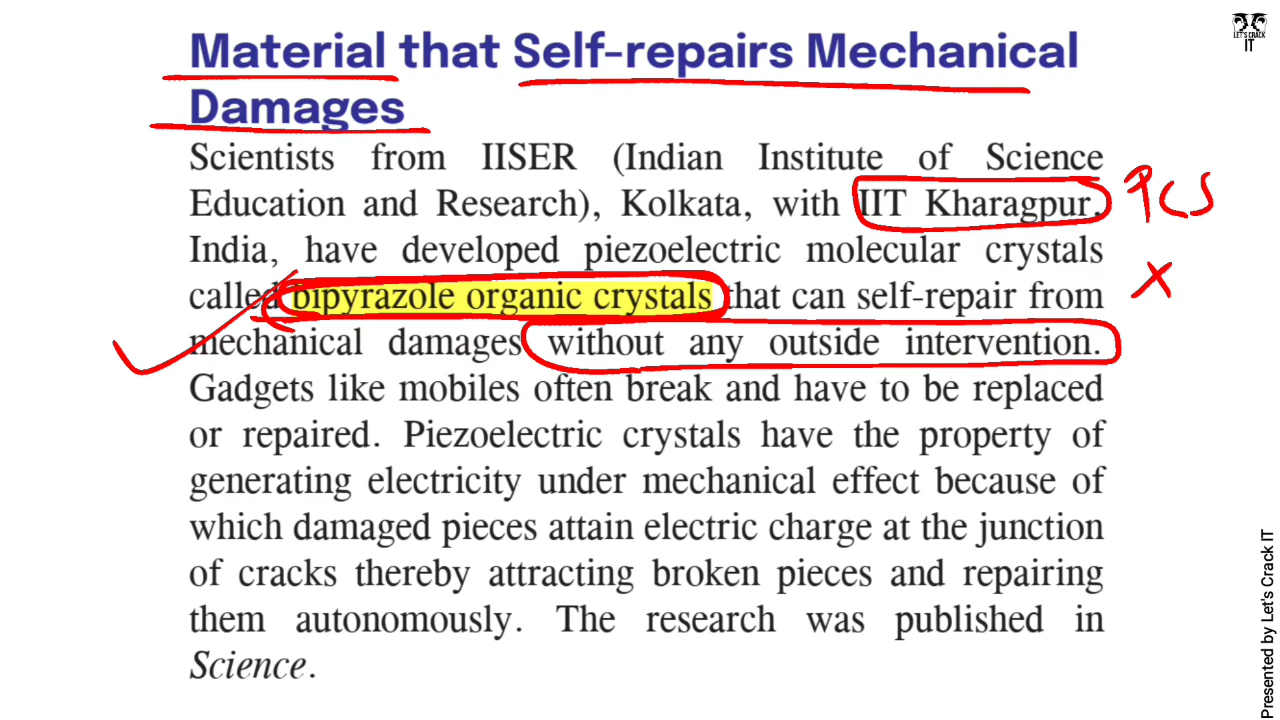 LET'S CRACK
IT
Material that Self-repairs Mechanical
Damages
Scientists from IISER (Indian Institute of Science
Education and Research), Kolkata, with IIT Kharagpur,
PCS
India, have developed piezoelectric molecular crystals
called bipyrazole organic crystals that can self-repair from
X
mechanical damages without any outside intervention.
Gadgets like mobiles often break and have to be replaced
or repaired. Piezoelectric crystals have the property of
generating electricity under mechanical effect because of
which damaged pieces attain electric charge at the junction
of cracks thereby attracting broken pieces and repairing
them autonomously. The research was published in
Science.
Presented by Let's Crack IT